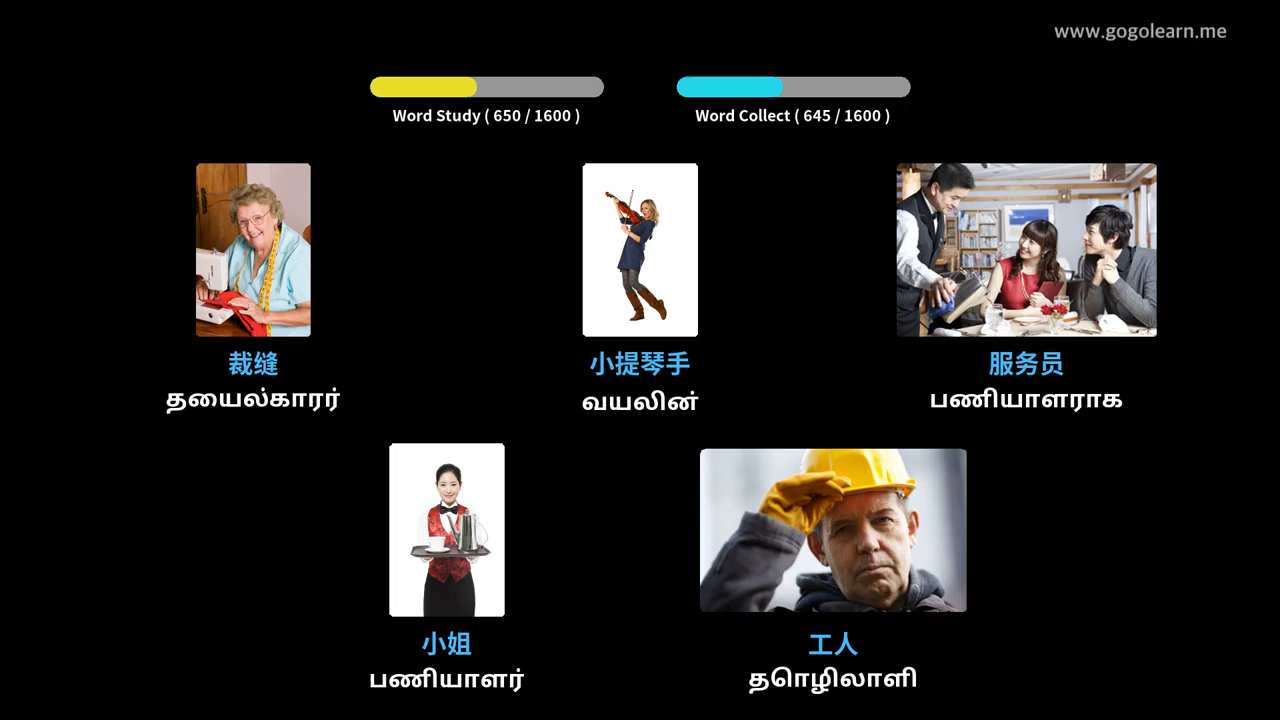 www.gogolearn.me
Word Study ( 650 / 1600 )
Word Collect ( 645 / 1600 )
裁缝
தையல்காரர்
小提琴手
வயலின்
服务员
பணியாளராக
小姐
பணியாளர்
工人
தொழிலாளி